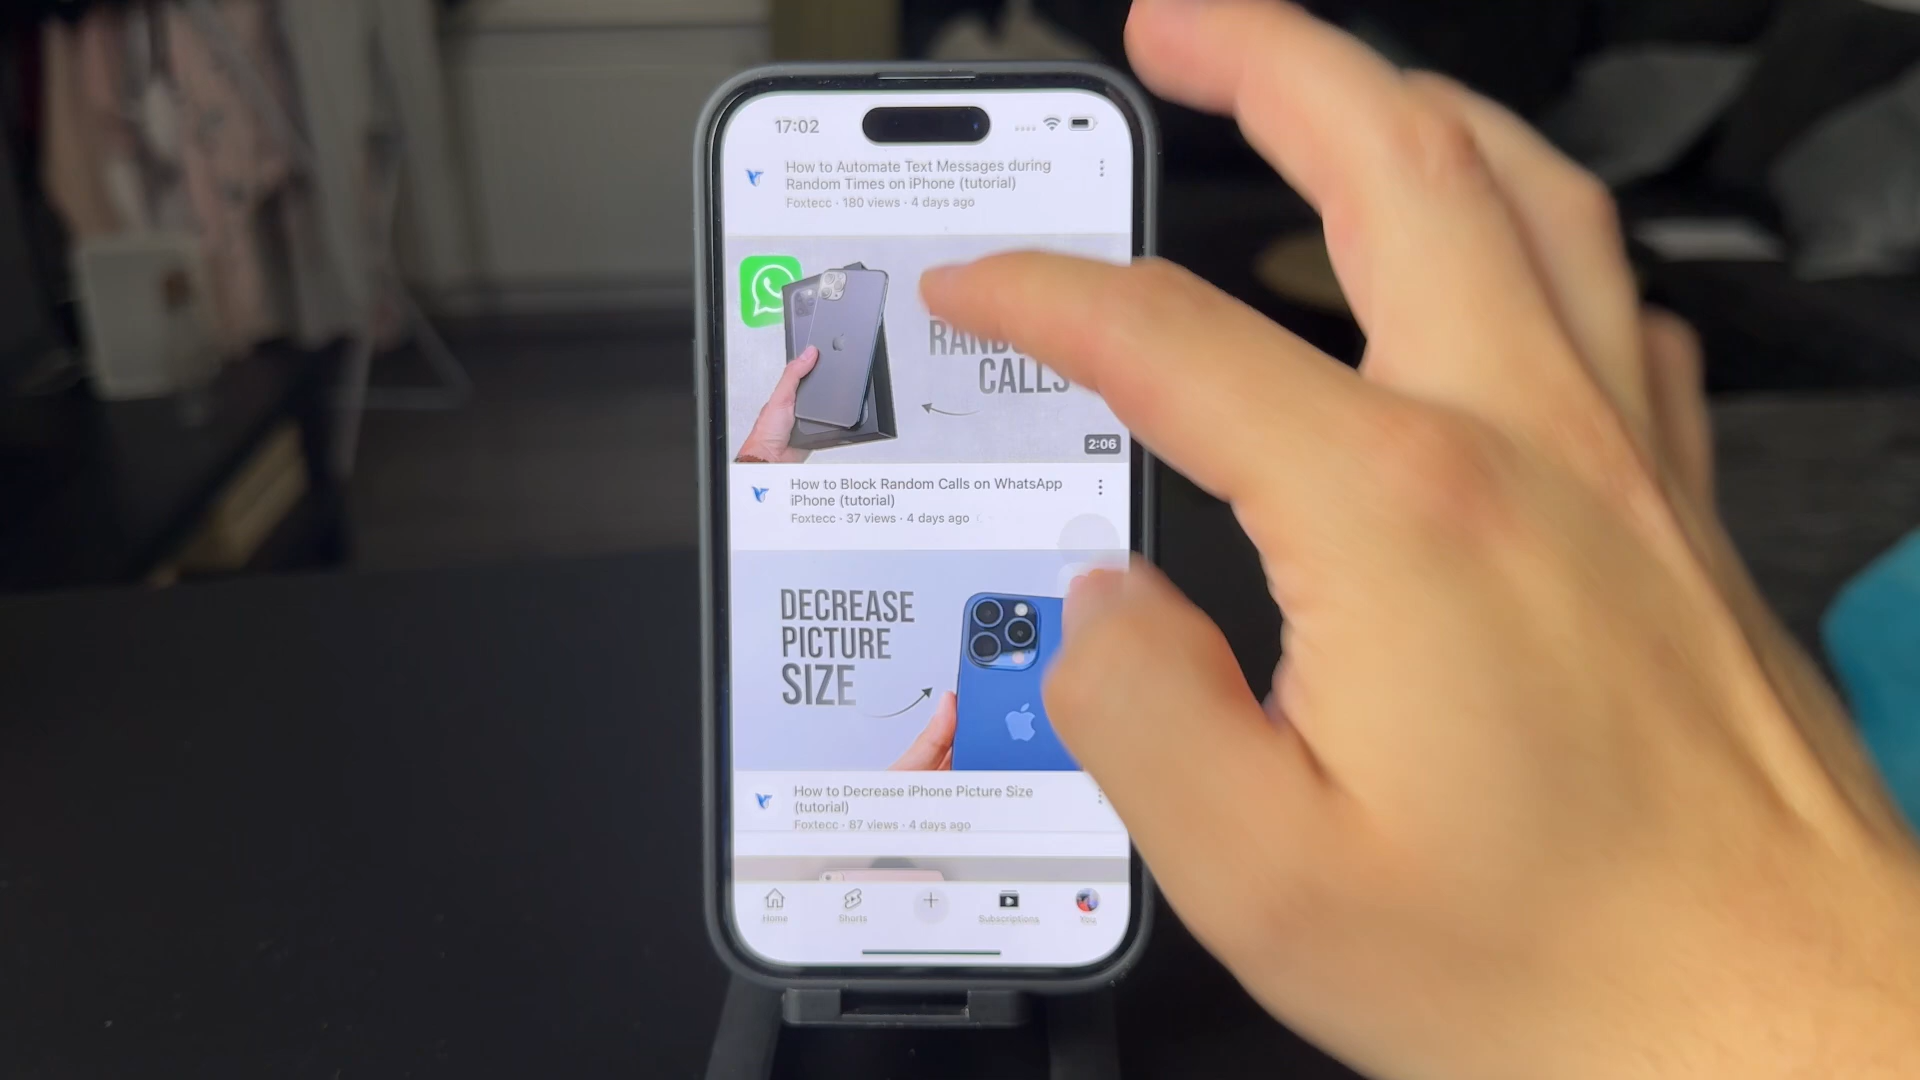 17:02
How to Automate Text Messages during
Random Times on iPhone (tutorial)
Foxtecc · 180 views · 4 days ago
CALLS
2:06
How to Block Random Calls on WhatsApp
iPhone (tutorial)
Foxtecc · 37 views · 4 days ago
DECREASE
PICTURE
SIZE
How to Decrease iPhone Picture Size
(tutorial)
Foxtecc · 87 views · 4 days ago
Home
Shorts
Subscriptions
You